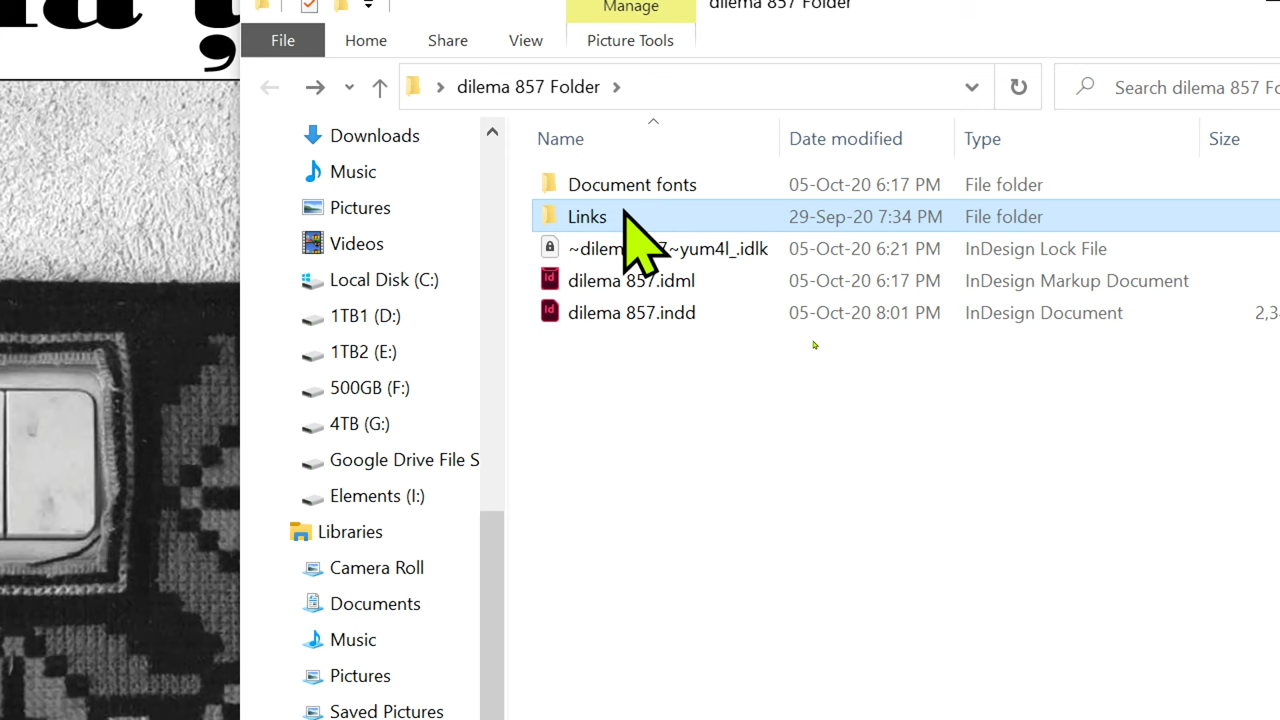 Manage
dilema 857 Folder
File
Home
Share
View
Picture Tools
dilema 857 Folder
Search dilema 857 Fo
Name
Date modified
Type
Size
Document fonts
05-Oct-20 6:17 PM
File folder
Links
29-Sep-20 7:34 PM
File folder
~dilem 7~yum4l_.idlk
05-Oct-20 6:21 PM
InDesign Lock File
dilema 857.idml
05-Oct-20 6:17 PM
InDesign Markup Document
dilema 857.indd
05-Oct-20 8:01 PM
InDesign Document
2,3
Downloads
Music
Pictures
Videos
Local Disk (C:)
1TB1 (D:)
1TB2 (E:)
500GB (F:)
4TB (G:)
Google Drive File S
Elements (I:)
Libraries
Camera Roll
Documents
Music
Pictures
Saved Pictures